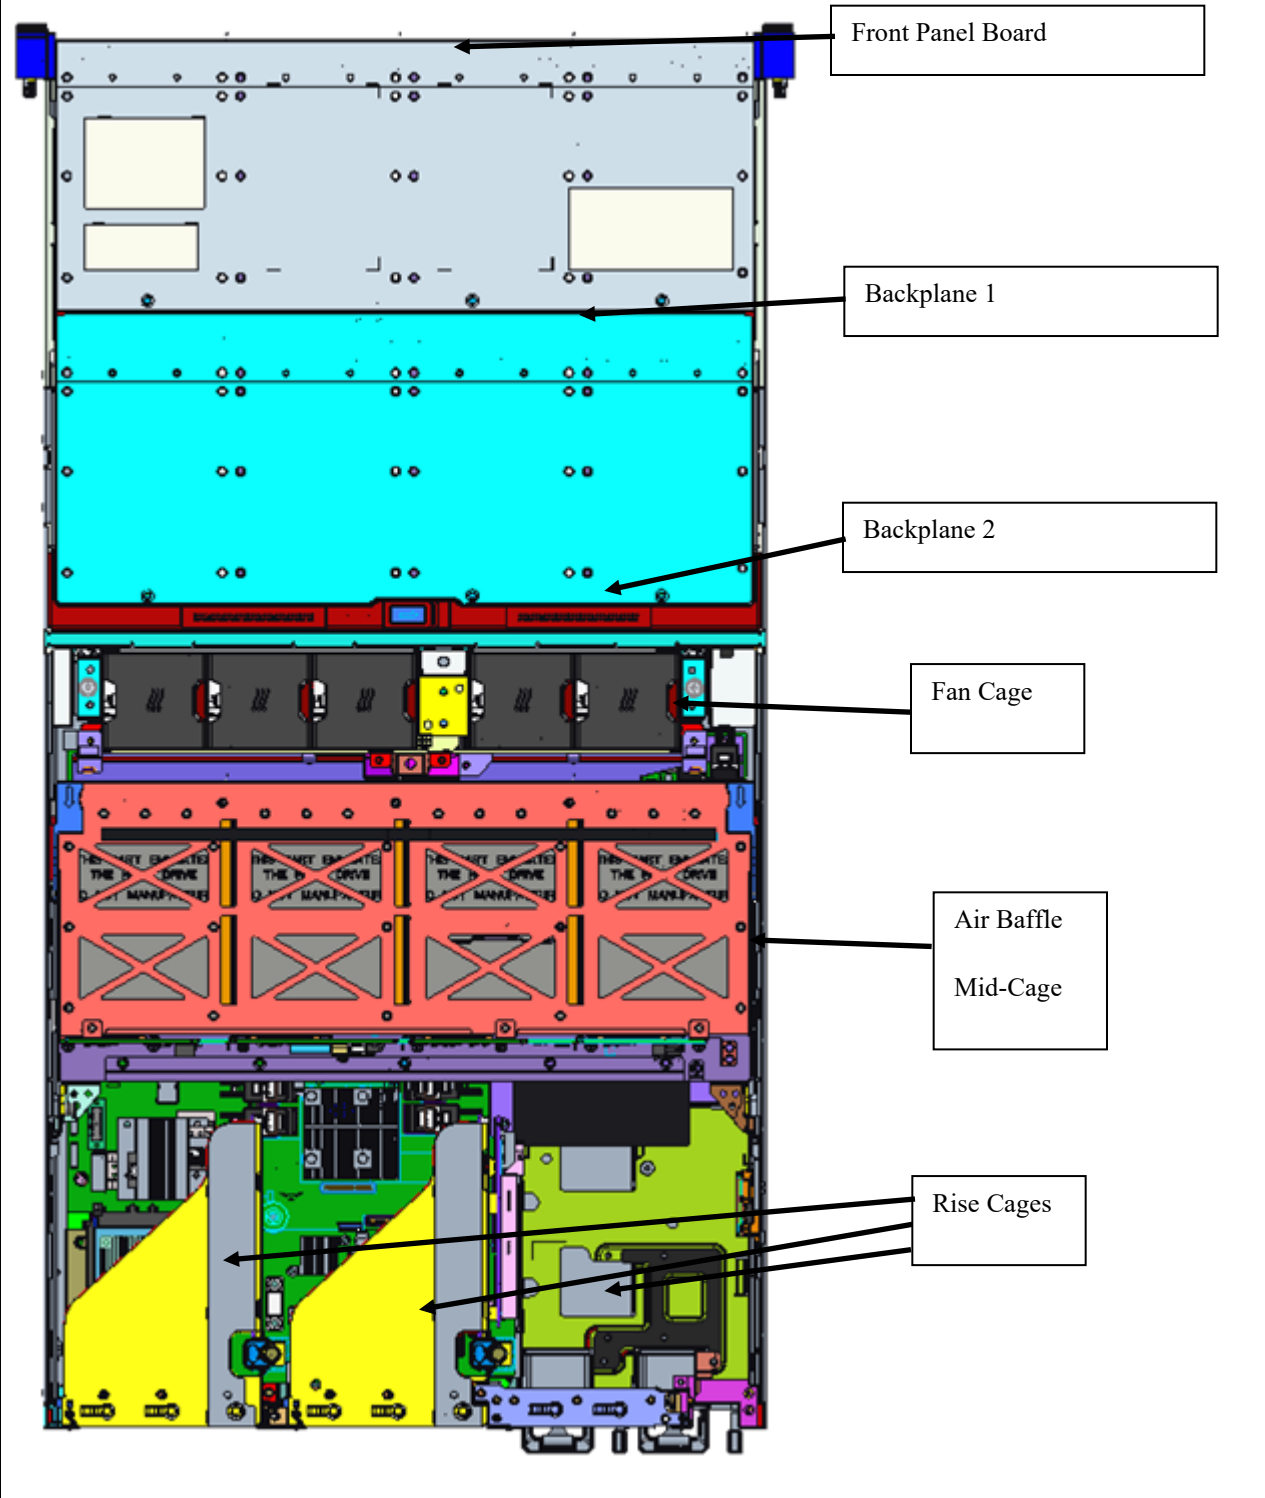 Front Panel Board
Backplane 1
Backplane 2
Fan Cage
Air Baffle
Mid-Cage
Rise Cages